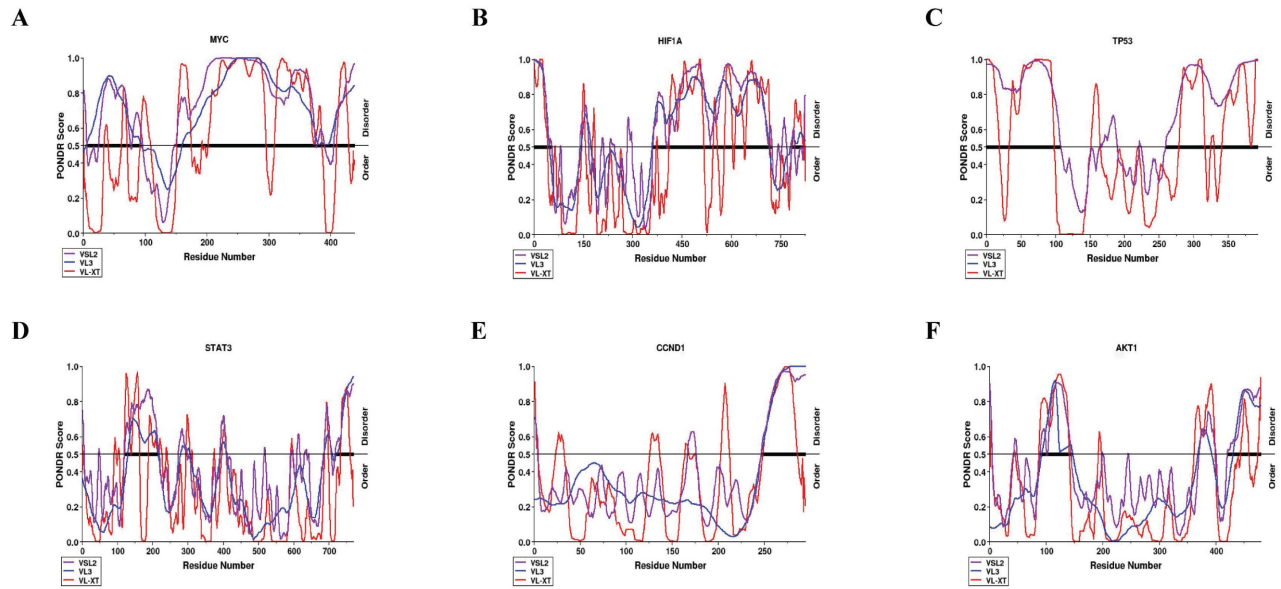 A
MYC
1.0
0.8
0.6
0.5
0.4
0.2
0.0
PONDR Score
Disorder
Order
0 100 200 300 400
Residue Number
VSL2
VL3
VL-XT
B
HIF1A
1.0
0.8
0.6
0.5
0.4
0.2
0.0
PONDR Score
Disorder
Order
0 150 300 450 600 750
Residue Number
VSL2
VL3
VL-XT
C
TP53
1.0
0.8
0.6
0.5
0.4
0.2
0.0
PONDR Score
Disorder
Order
0 50 100 150 200 250 300 350
Residue Number
VSL2
VL3
VL-XT
D
STAT3
1.0
0.8
0.6
0.5
0.4
0.2
0.0
PONDR Score
Disorder
Order
0 100 200 300 400 500 600 700
Residue Number
VSL2
VL3
VL-XT
E
CCND1
1.0
0.8
0.6
0.5
0.4
0.2
0.0
PONDR Score
Disorder
Order
0 50 100 150 200 250
Residue Number
VSL2
VL3
VL-XT
F
AKT1
1.0
0.8
0.6
0.5
0.4
0.2
0.0
PONDR Score
Disorder
Order
0 100 200 300 400
Residue Number
VSL2
VL3
VL-XT